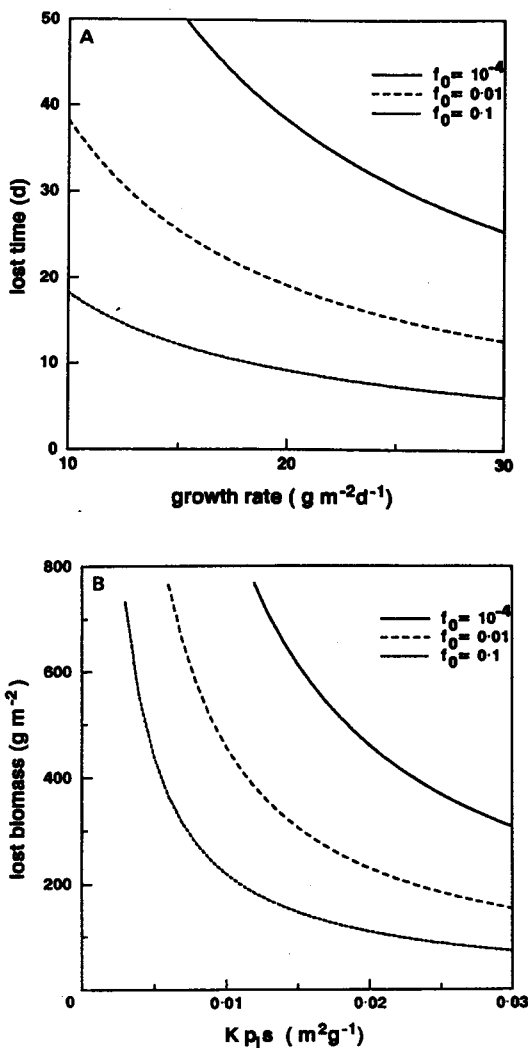 A
50
f₀= 10⁻⁴
f₀= 0·01
f₀= 0·1
40
30
20
10
0
lost time (d)
10
20
30
growth rate ( g m⁻²d⁻¹)
B
800
f₀= 10⁻⁴
f₀= 0·01
f₀= 0·1
600
400
200
lost biomass (g m⁻²)
0
0·01
0·02
0·03
K pₗs ( m²g⁻¹)